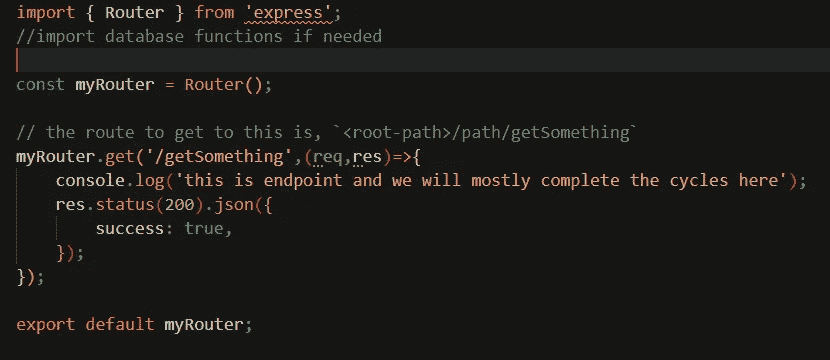 import { Router } from 'express';
//import database functions if needed
const myRouter = Router();
// the route to get to this is, `<root-path>/path/getSomething`
myRouter.get('/getSomething',(req,res)=>{
    console.log('this is endpoint and we will mostly complete the cycles here');
    res.status(200).json({
        success: true,
    });
});
export default myRouter;